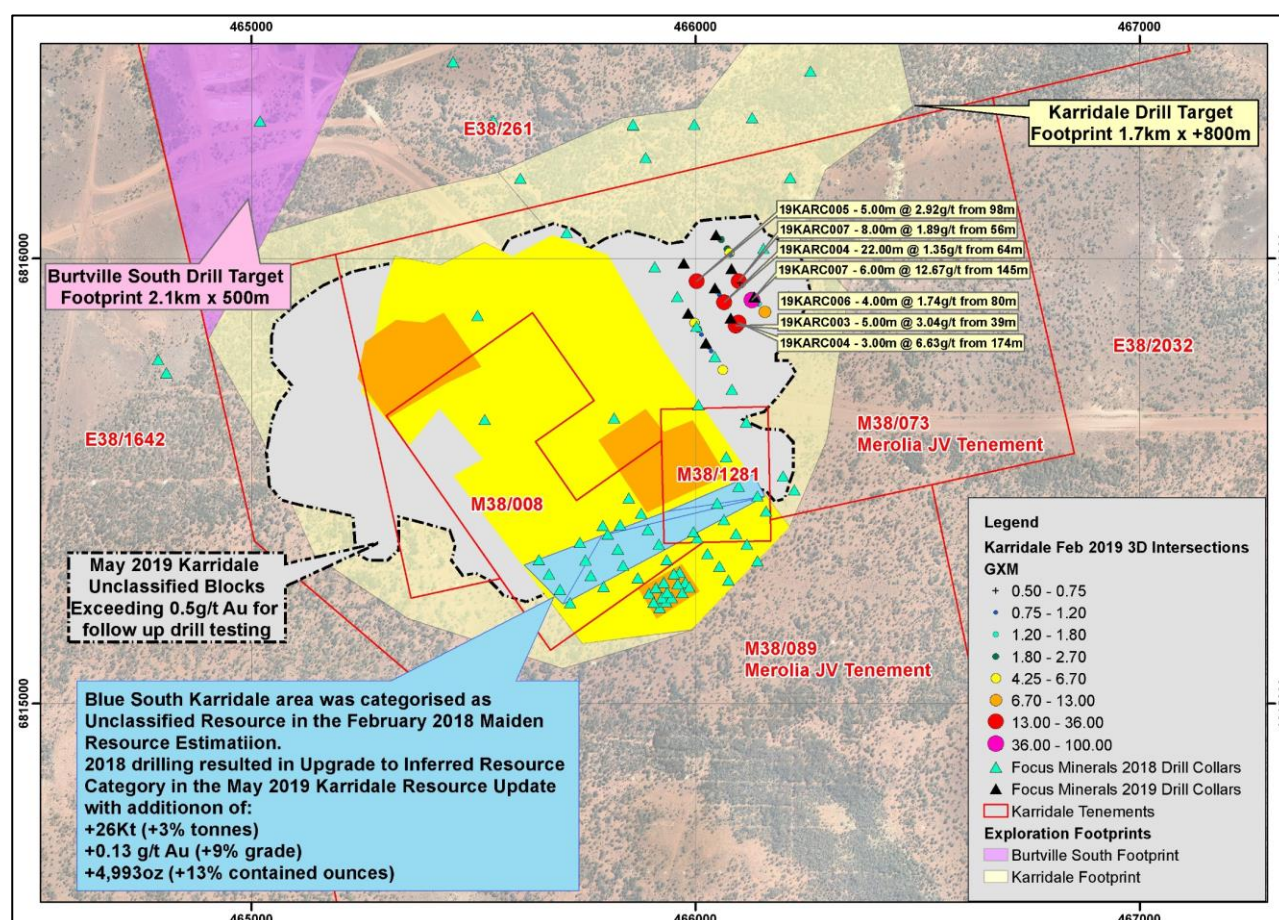 465000
466000
467000
E38/261
Karridale Drill Target
Footprint 1.7km x +800m
19KARC005 - 5.00m @ 2.92g/t from 98m
19KARC007 - 8.00m @ 1.89g/t from 56m
19KARC004 - 22.00m @ 1.35g/t from 64m
19KARC007 - 6.00m @ 12.67g/t from 145m
19KARC006 - 4.00m @ 1.74g/t from 80m
19KARC003 - 5.00m @ 3.04g/t from 39m
19KARC004 - 3.00m @ 6.63g/t from 174m
6816000
Burtville South Drill Target
Footprint 2.1km x 500m
E38/2032
E38/1642
M38/073
Merolia JV Tenement
M38/1281
M38/008
May 2019 Karridale
Unclassified Blocks
Exceeding 0.5g/t Au for
follow up drill testing
M38/089
Merolia JV Tenement
6815000
Blue South Karridale area was categorised as
Unclassified Resource in the February 2018 Maiden
Resource Estimatiion.
2018 drilling resulted in Upgrade to Inferred Resource
Category in the May 2019 Karridale Resource Update
with additionon of:
+26Kt (+3% tonnes)
+0.13 g/t Au (+9% grade)
+4,993oz (+13% contained ounces)
Legend
Karridale Feb 2019 3D Intersections
GXM
0.50 - 0.75
0.75 - 1.20
1.20 - 1.80
1.80 - 2.70
4.25 - 6.70
6.70 - 13.00
13.00 - 36.00
36.00 - 100.00
Focus Minerals 2018 Drill Collars
Focus Minerals 2019 Drill Collars
Karridale Tenements
Exploration Footprints
Burtville South Footprint
Karridale Footprint
465000
466000
467000